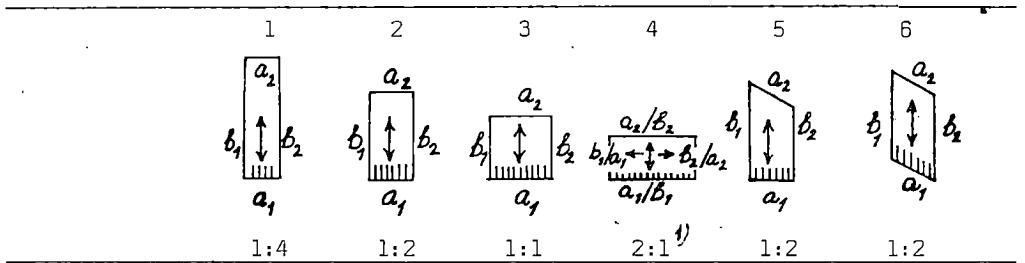 1 2 3 4 5 6
a₂ a₂ a₂ a₂/b₂ a₂ a₂
b₁ b₂ b₁ b₂ b₁ b₂ b₁/a₁ b₂/a₂ b₁ b₂ b₁ b₂
a₁ a₁ a₁ a₁/b₁ a₁ a₁
1:4 1:2 1:1 2:1 1) 1:2 1:2